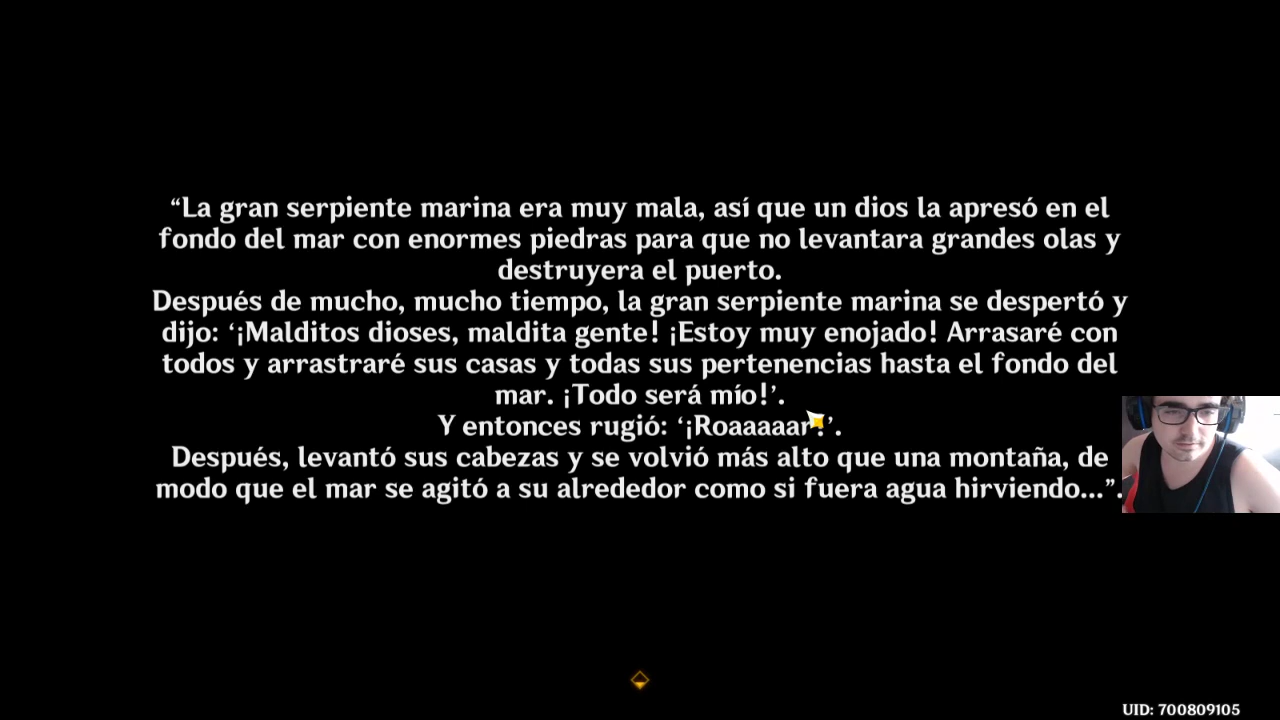 “La gran serpiente marina era muy mala, así que un dios la apresó en el
fondo del mar con enormes piedras para que no levantara grandes olas y
destruyera el puerto.
Después de mucho, mucho tiempo, la gran serpiente marina se despertó y
dijo: ‘¡Malditos dioses, maldita gente! ¡Estoy muy enojado! Arrasaré con
todos y arrastraré sus casas y todas sus pertenencias hasta el fondo del
mar. ¡Todo será mío!’.
Y entonces rugió: ‘¡Roaaaaar!’.
Después, levantó sus cabezas y se volvió más alto que una montaña, de
modo que el mar se agitó a su alrededor como si fuera agua hirviendo...”.
UID: 700809105